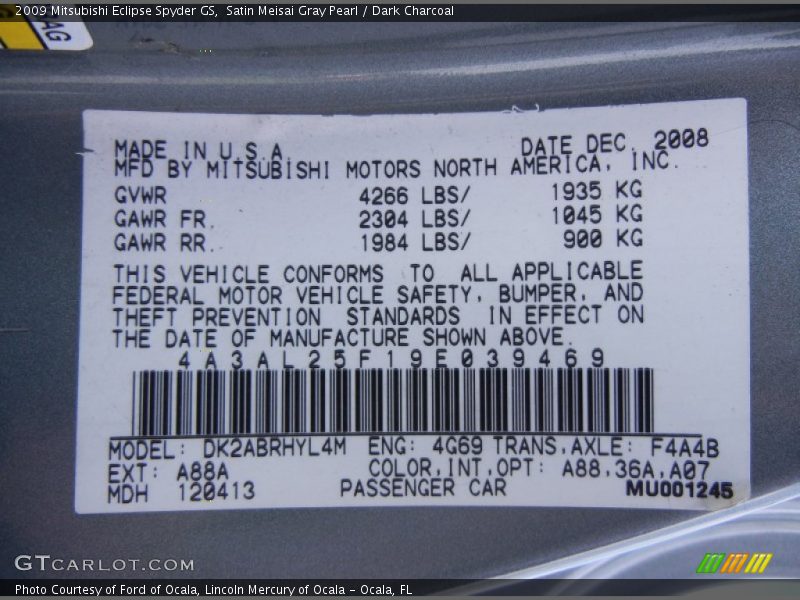 2009 Mitsubishi Eclipse Spyder GS, Satin Meisai Gray Pearl / Dark Charcoal
AG
MADE IN U.S.A DATE DEC. 2008
MFD BY MITSUBISHI MOTORS NORTH AMERICA, INC.
GVWR 4266 LBS/ 1935 KG
GAWR FR. 2304 LBS/ 1045 KG
GAWR RR. 1984 LBS/ 900 KG
THIS VEHICLE CONFORMS TO ALL APPLICABLE
FEDERAL MOTOR VEHICLE SAFETY, BUMPER, AND
THEFT PREVENTION STANDARDS IN EFFECT ON
THE DATE OF MANUFACTURE SHOWN ABOVE.
4A3AL25F19E039469
MODEL: DK2ABRHYL4M ENG: 4G69 TRANS,AXLE: F4A4B
EXT: A88A COLOR,INT,OPT: A88,36A,A07
MDH 120413 PASSENGER CAR MU001245
GTCARLOT.COM
Photo Courtesy of Ford of Ocala, Lincoln Mercury of Ocala - Ocala, FL